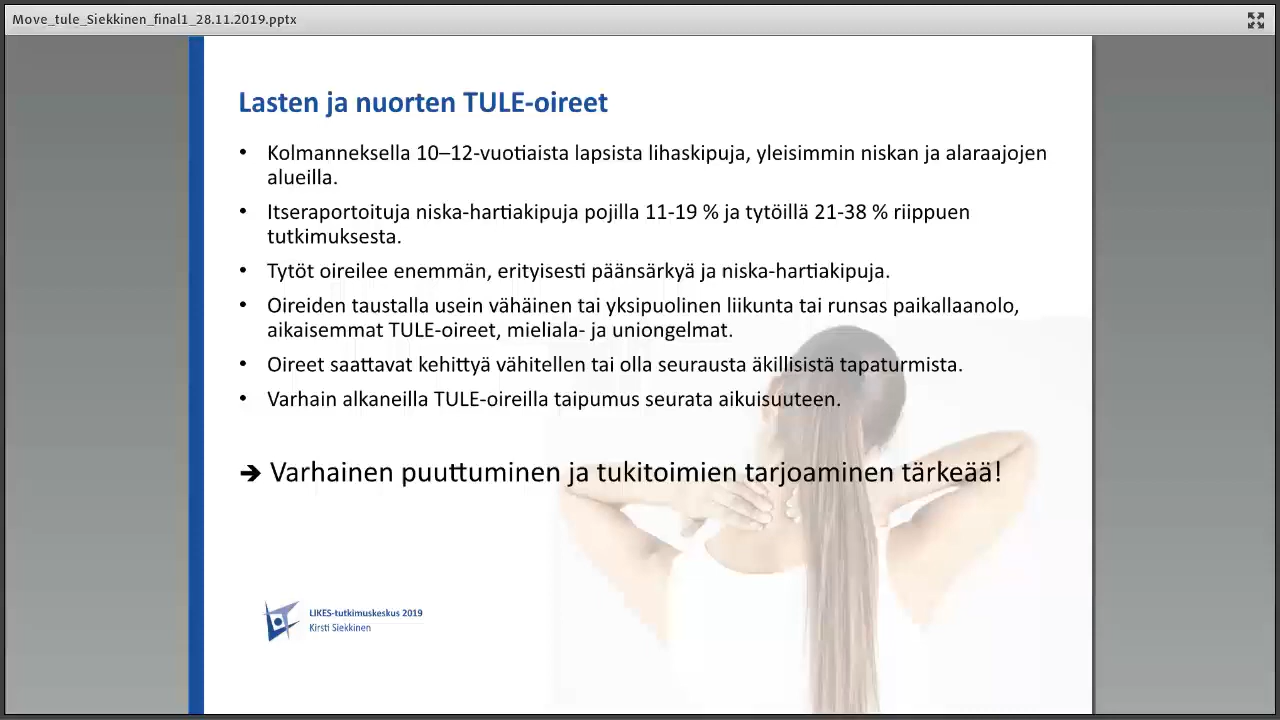 Move_tule_Siekkinen_final1_28.11.2019.pptx
Lasten ja nuorten TULE-oireet
• Kolmanneksella 10–12-vuotiaista lapsista lihaskipuja, yleisimmin niskan ja alaraajojen
alueilla.
• Itseraportoituja niska-hartiakipuja pojilla 11-19 % ja tytöillä 21-38 % riippuen
tutkimuksesta.
• Tytöt oireilee enemmän, erityisesti päänsärkyä ja niska-hartiakipuja.
• Oireiden taustalla usein vähäinen tai yksipuolinen liikunta tai runsas paikallaanolo,
aikaisemmat TULE-oireet, mieliala- ja uniongelmat.
• Oireet saattavat kehittyä vähitellen tai olla seurausta äkillisistä tapaturmista.
• Varhain alkaneilla TULE-oireilla taipumus seurata aikuisuuteen.
➔ Varhainen puuttuminen ja tukitoimien tarjoaminen tärkeää!
LIKES-tutkimuskeskus 2019
Kirsti Siekkinen